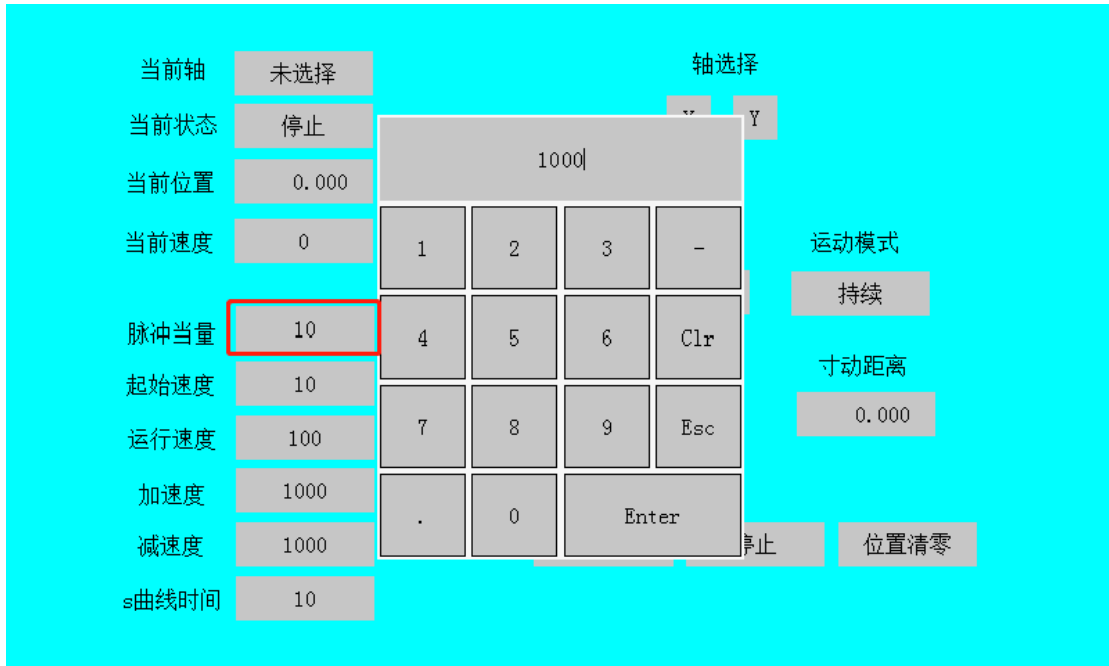 当前轴 未选择
当前状态 停止
当前位置 0.000
当前速度 0
脉冲当量 10
起始速度 10
运行速度 100
加速度 1000
减速度 1000
s曲线时间 10
1000
1 2 3 -
4 5 6 Clr
7 8 9 Esc
. 0 Enter
轴选择
Y
运动模式
持续
寸动距离
0.000
位置清零